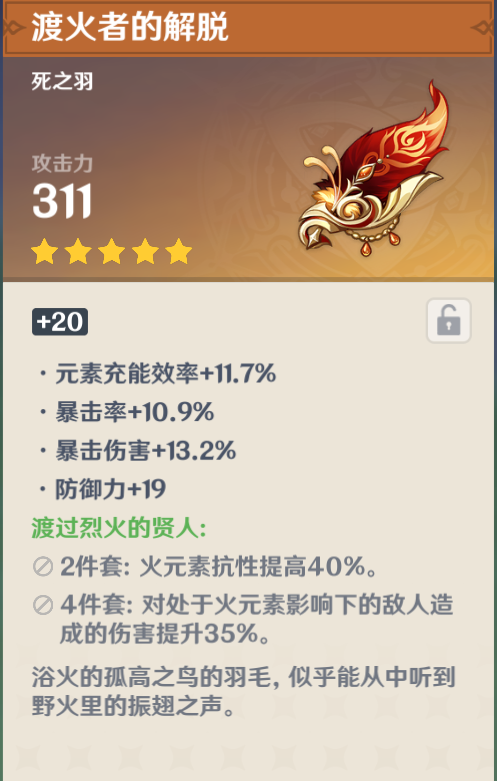 渡火者的解脱
死之羽
攻击力
311
+20
·元素充能效率+11.7%
·暴击率+10.9%
·暴击伤害+13.2%
·防御力+19
渡过烈火的贤人:
2件套: 火元素抗性提高40%。
4件套: 对处于火元素影响下的敌人造
成的伤害提升35%。
浴火的孤高之鸟的羽毛, 似乎能从中听到
野火里的振翅之声。